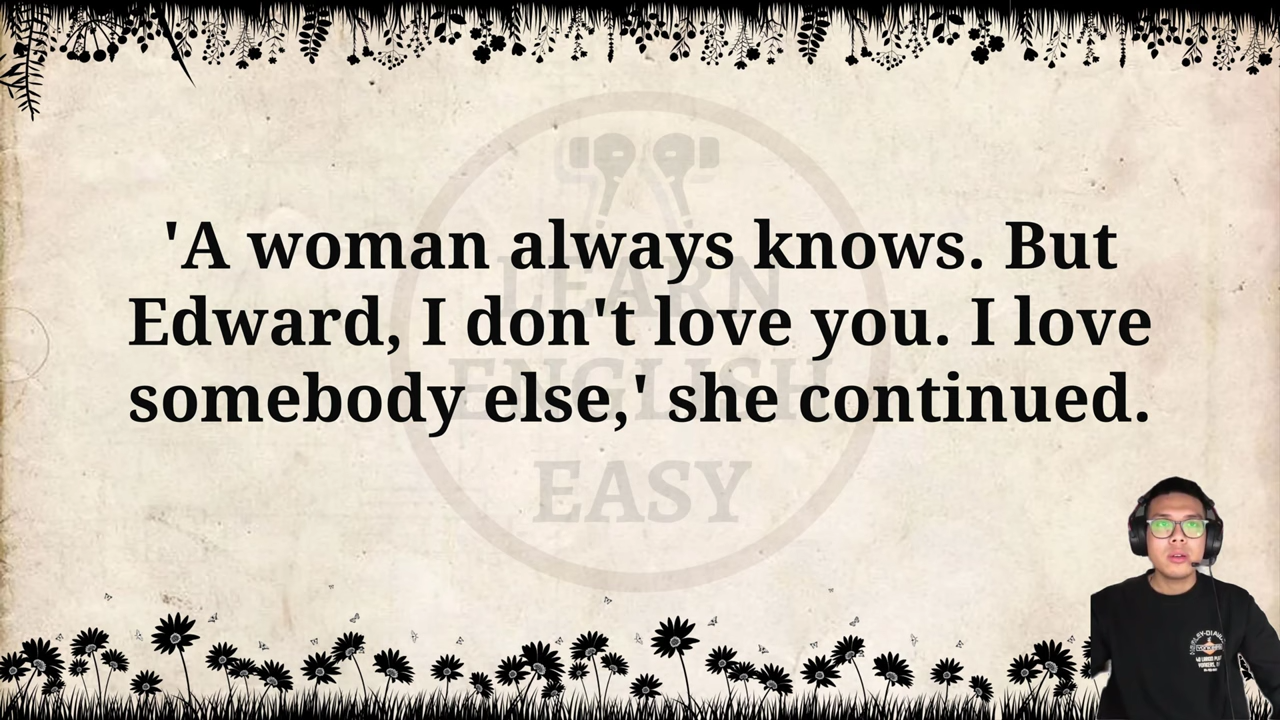 'A woman always knows. But
Edward, I don't love you. I love
somebody else,' she continued.
LEARN
ENGLISH
EASY